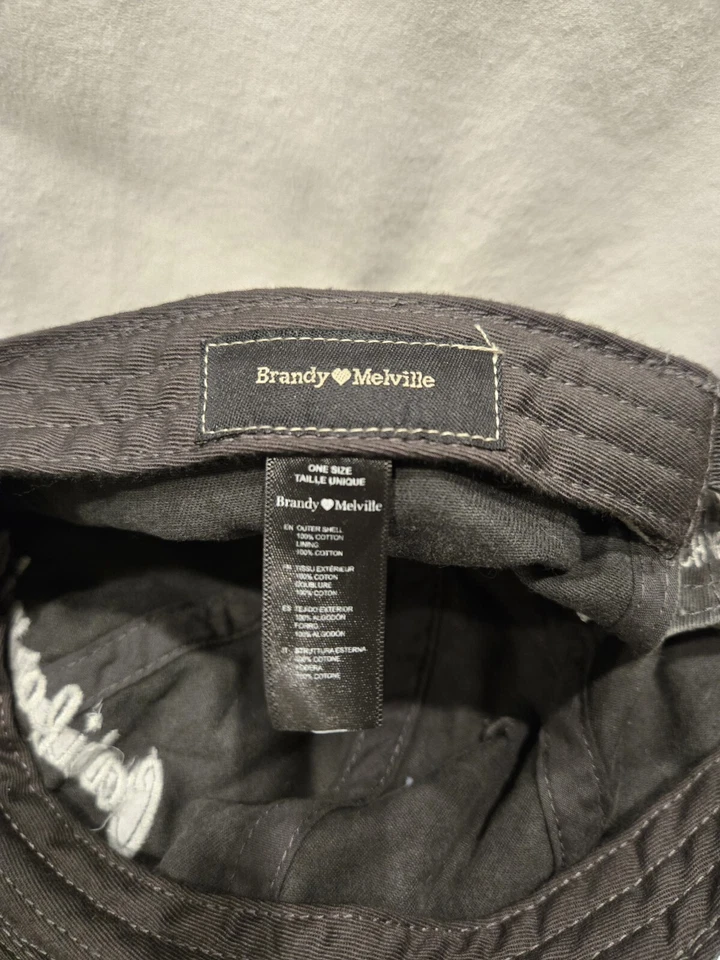 Brandy♥Melville
ONE SIZE
TAILLE UNIQUE
Brandy♥Melville
EN OUTER SHELL
100% COTTON
LINING
100% COTTON
FR TISSU EXTÉRIEUR
100% COTON
DOUBLURE
100% COTON
ES TEJIDO EXTERIOR
100% ALGODÓN
FORRO
100% ALGODÓN
IT STRUTTURA ESTERNA
100% COTONE
FODERA
100% COTONE